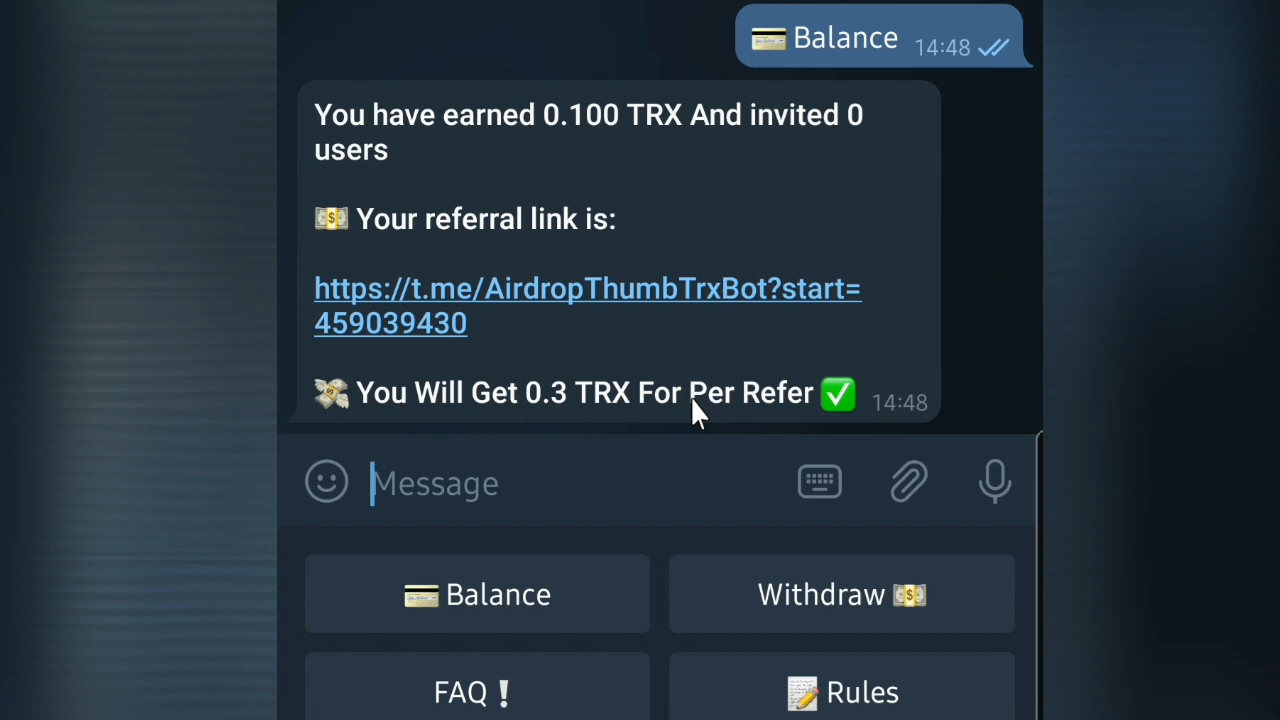 💳 Balance 14:48
You have earned 0.100 TRX And invited 0
users
💵 Your referral link is:
https://t.me/AirdropThumbTrxBot?start=
459039430
💸 You Will Get 0.3 TRX For Per Refer ✅ 14:48
Message
💳 Balance
Withdraw 💵
FAQ ❕
📝 Rules